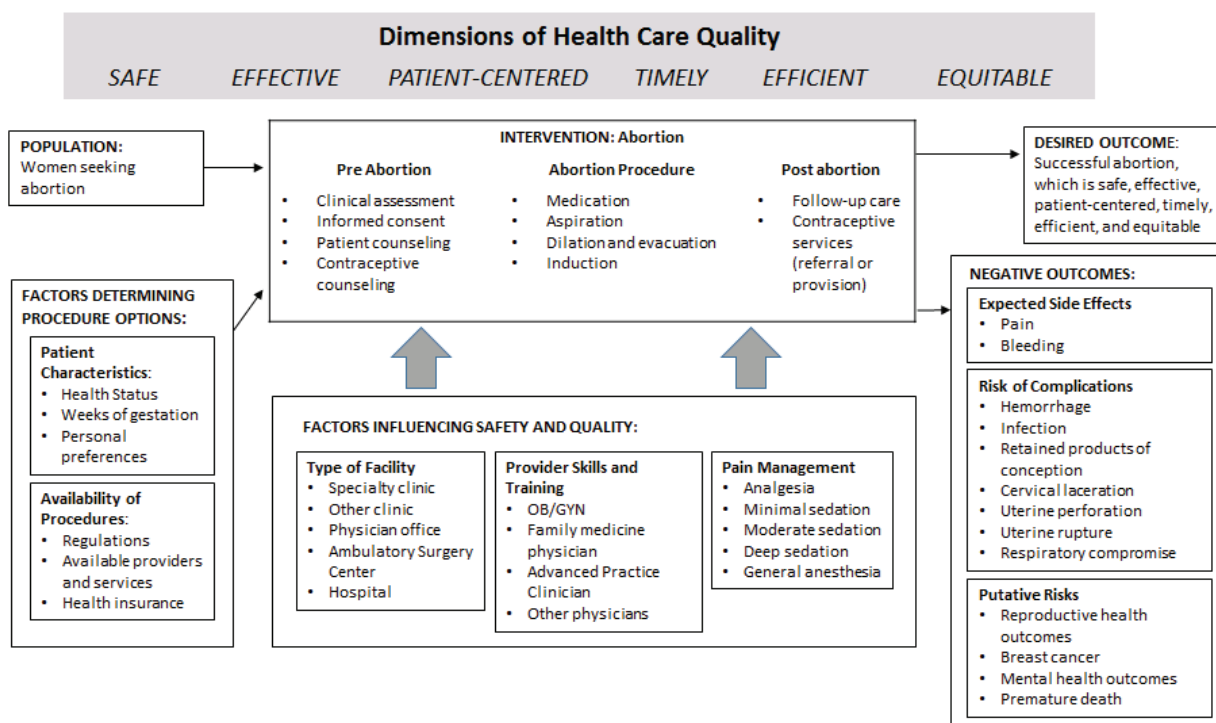 Dimensions of Health Care Quality
SAFE EFFECTIVE PATIENT-CENTERED TIMELY EFFICIENT EQUITABLE
POPULATION:
Women seeking
abortion
FACTORS DETERMINING
PROCEDURE OPTIONS:
Patient
Characteristics:
• Health Status
• Weeks of gestation
• Personal
preferences
Availability of
Procedures:
• Regulations
• Available providers
and services
• Health insurance
INTERVENTION: Abortion
Pre Abortion
• Clinical assessment
• Informed consent
• Patient counseling
• Contraceptive
counseling
Abortion Procedure
• Medication
• Aspiration
• Dilation and evacuation
• Induction
Post abortion
• Follow-up care
• Contraceptive
services
(referral or
provision)
FACTORS INFLUENCING SAFETY AND QUALITY:
Type of Facility
• Specialty clinic
• Other clinic
• Physician office
• Ambulatory Surgery
Center
• Hospital
Provider Skills and
Training
• OB/GYN
• Family medicine
physician
• Advanced Practice
Clinician
• Other physicians
Pain Management
• Analgesia
• Minimal sedation
• Moderate sedation
• Deep sedation
• General anesthesia
DESIRED OUTCOME:
Successful abortion,
which is safe, effective,
patient-centered, timely,
efficient, and equitable
NEGATIVE OUTCOMES:
Expected Side Effects
• Pain
• Bleeding
Risk of Complications
• Hemorrhage
• Infection
• Retained products of
conception
• Cervical laceration
• Uterine perforation
• Uterine rupture
• Respiratory compromise
Putative Risks
• Reproductive health
outcomes
• Breast cancer
• Mental health outcomes
• Premature death